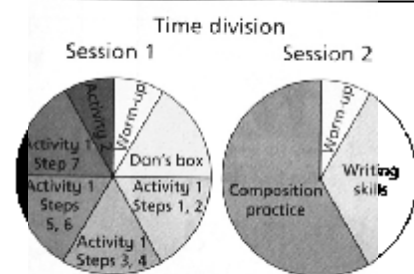 Time division
Session 1
Session 2
Activity 2
Warm-up
Activity 1
Step 7
Dan's box
Activity 1
Steps
5, 6
Activity 1
Steps 1, 2
Activity 1
Steps 3, 4
Warm-up
Writing
skills
Composition
practice